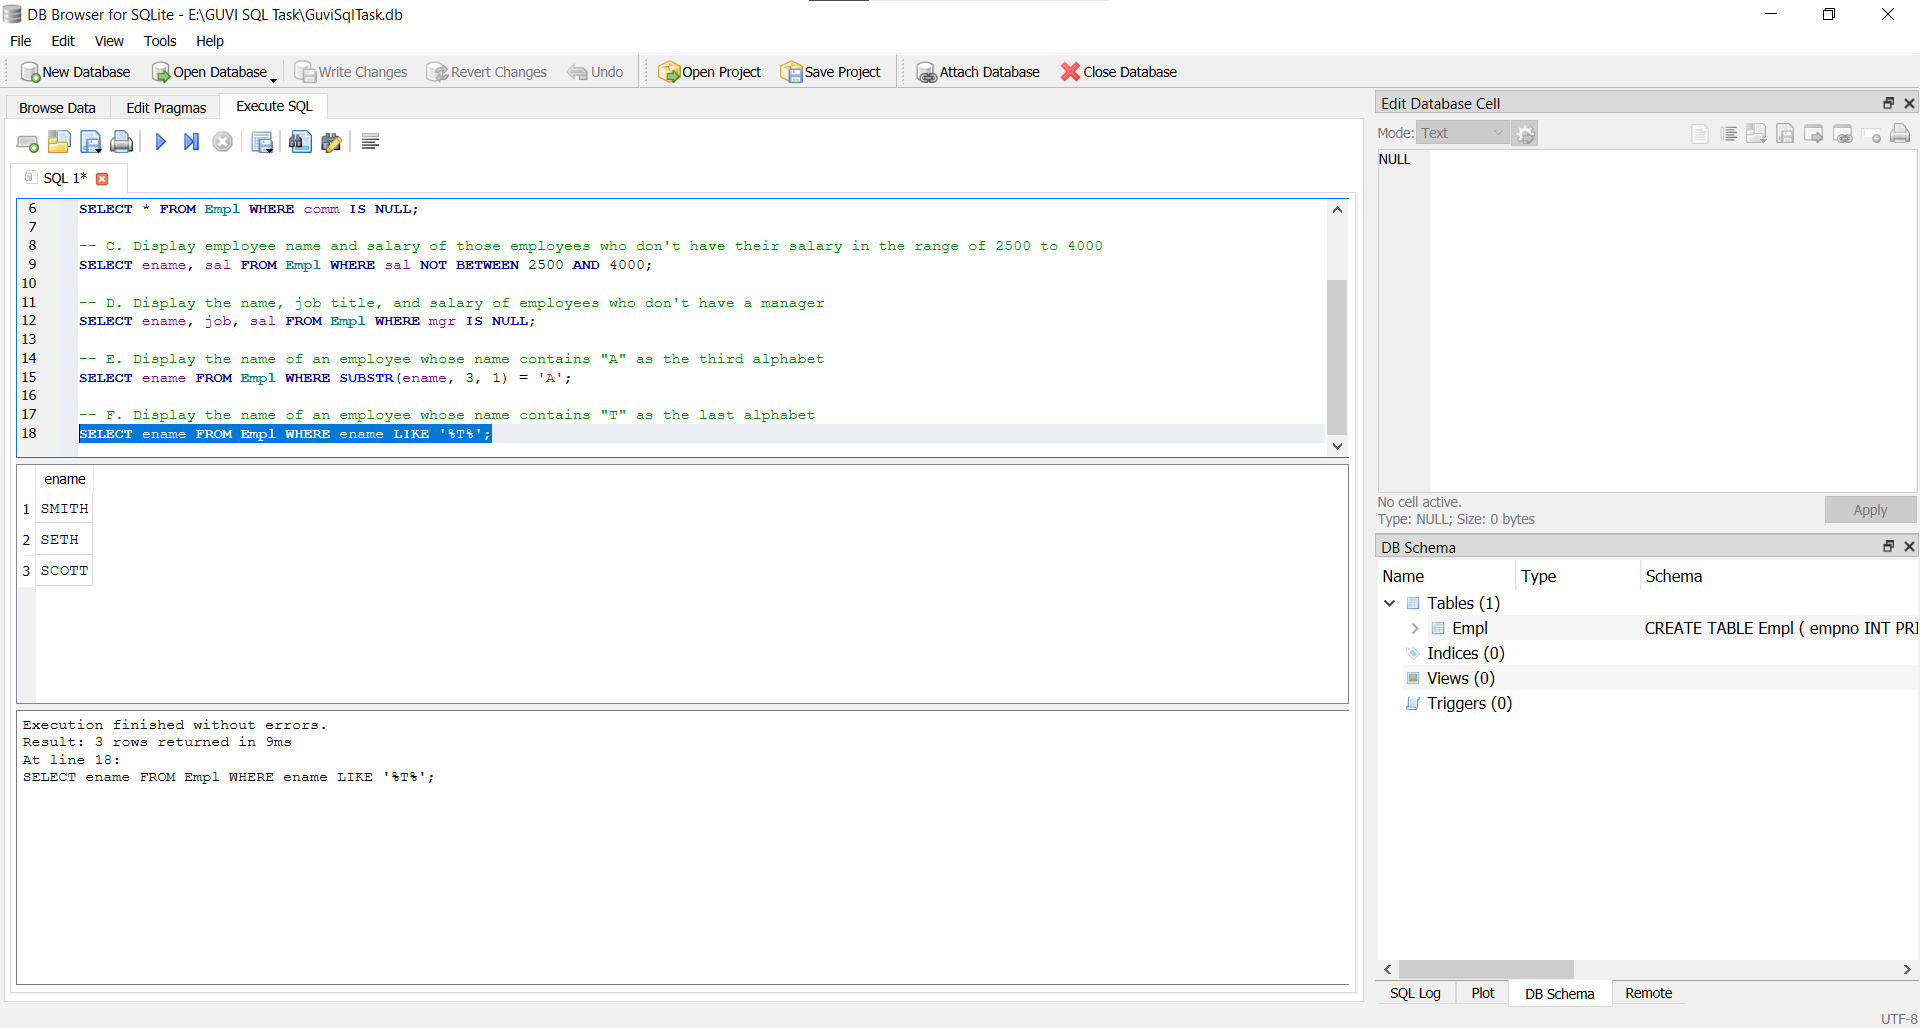 DB Browser for SQLite - E:\GUVI SQL Task\GuviSqlTask.db
File Edit View Tools Help
New Database Open Database Write Changes Revert Changes Undo Open Project Save Project Attach Database Close Database
Browse Data Edit Pragmas Execute SQL
SQL 1*
6 SELECT * FROM Empl WHERE comm IS NULL;
7
8 -- C. Display employee name and salary of those employees who don't have their salary in the range of 2500 to 4000
9 SELECT ename, sal FROM Empl WHERE sal NOT BETWEEN 2500 AND 4000;
10
11 -- D. Display the name, job title, and salary of employees who don't have a manager
12 SELECT ename, job, sal FROM Empl WHERE mgr IS NULL;
13
14 -- E. Display the name of an employee whose name contains "A" as the third alphabet
15 SELECT ename FROM Empl WHERE SUBSTR(ename, 3, 1) = 'A';
16
17 -- F. Display the name of an employee whose name contains "T" as the last alphabet
18 SELECT ename FROM Empl WHERE ename LIKE '%T%';
ename
1 SMITH
2 SETH
3 SCOTT
Execution finished without errors.
Result: 3 rows returned in 9ms
At line 18:
SELECT ename FROM Empl WHERE ename LIKE '%T%';
Edit Database Cell
Mode: Text
NULL
No cell active.
Type: NULL; Size: 0 bytes
Apply
DB Schema
Name Type Schema
Tables (1)
Empl CREATE TABLE Empl ( empno INT PRI
Indices (0)
Views (0)
Triggers (0)
SQL Log Plot DB Schema Remote
UTF-8